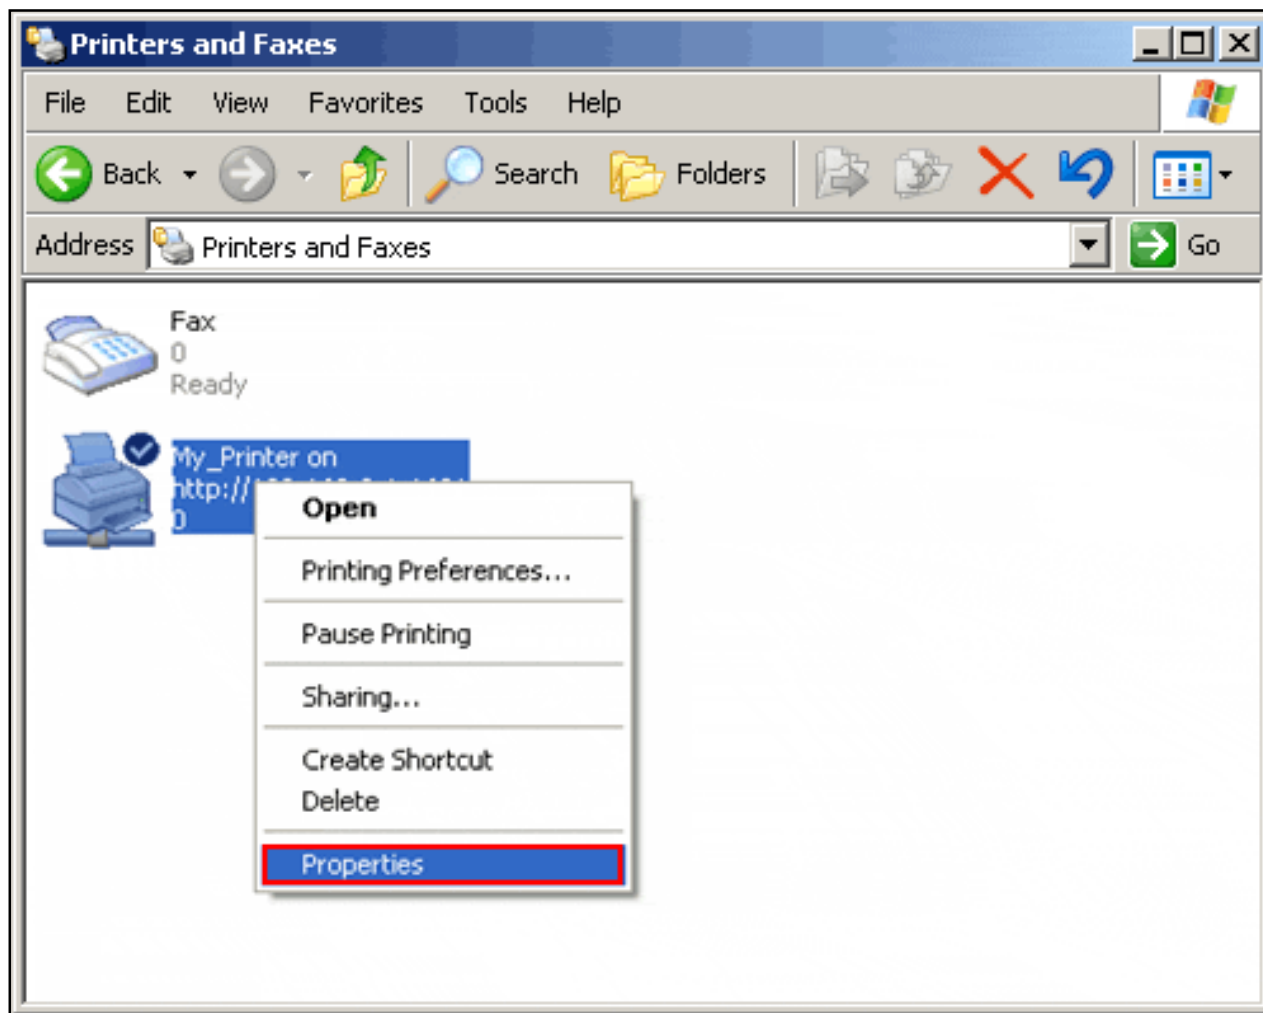 Printers and Faxes
File Edit View Favorites Tools Help
Back Search Folders
Address Printers and Faxes Go
Fax
0
Ready
My_Printer on
http://
0
Open
Printing Preferences...
Pause Printing
Sharing...
Create Shortcut
Delete
Properties